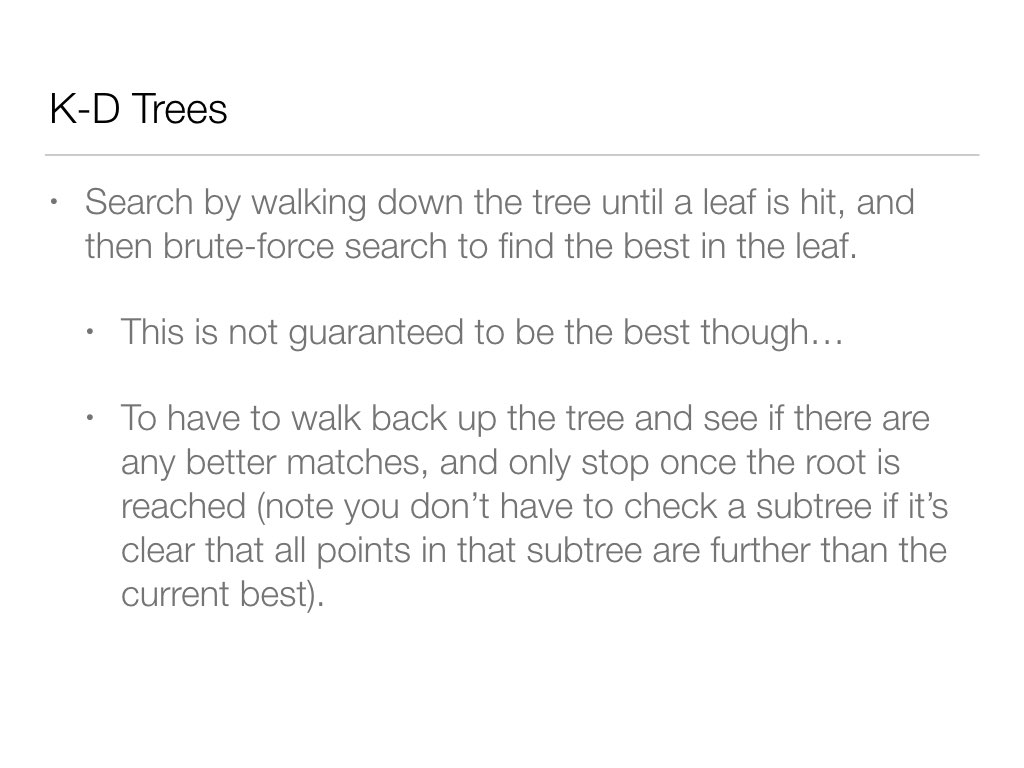 K-D Trees
• Search by walking down the tree until a leaf is hit, and
then brute-force search to find the best in the leaf.
• This is not guaranteed to be the best though…
• To have to walk back up the tree and see if there are
any better matches, and only stop once the root is
reached (note you don’t have to check a subtree if it’s
clear that all points in that subtree are further than the
current best).